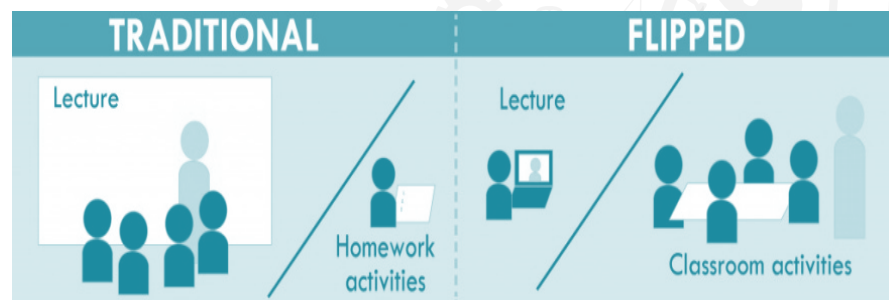 TRADITIONAL
Lecture
Homework
activities
FLIPPED
Lecture
Classroom activities